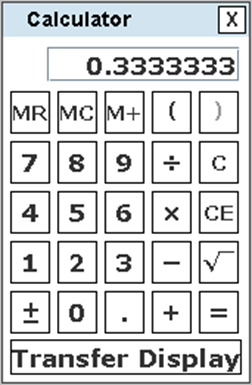 Calculator X
0.3333333
MR MC M+ ( )
7 8 9 ÷ C
4 5 6 × CE
1 2 3 − √
± 0 . + =
Transfer Display